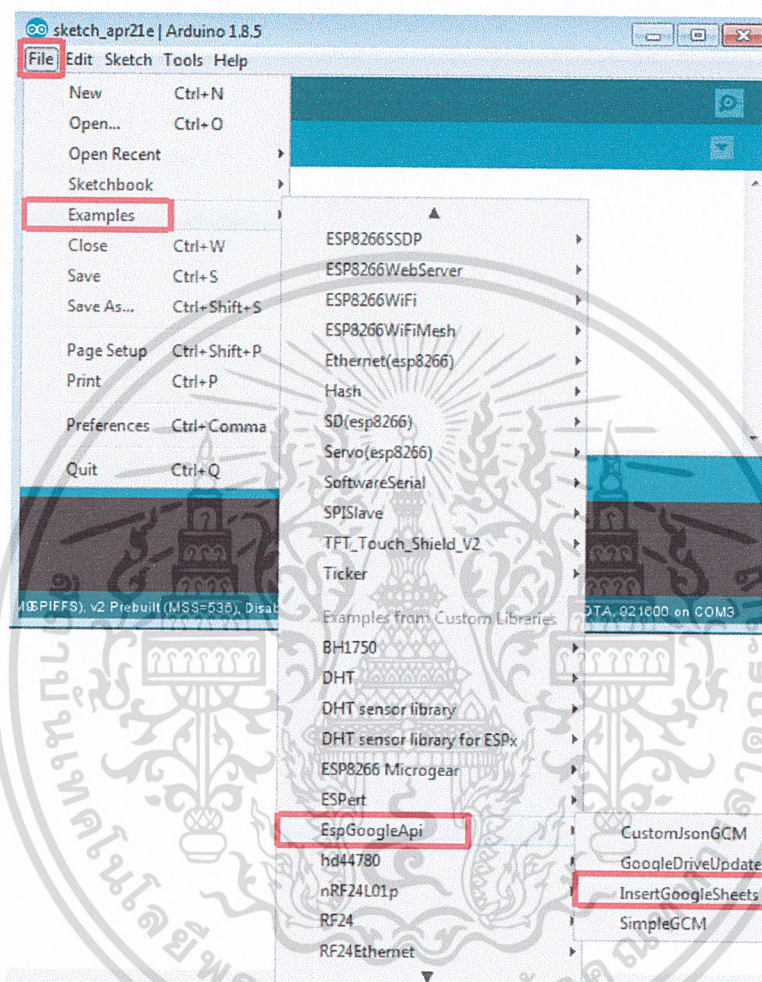 sketch_apr21e | Arduino 1.8.5
File Edit Sketch Tools Help
New Ctrl+N
Open... Ctrl+O
Open Recent
Sketchbook
Examples
Close Ctrl+W
Save Ctrl+S
Save As... Ctrl+Shift+S
Page Setup Ctrl+Shift+P
Print Ctrl+P
Preferences Ctrl+Comma
Quit Ctrl+Q
ESP8266SSDP
ESP8266WebServer
ESP8266WiFi
ESP8266WiFiMesh
Ethernet(esp8266)
Hash
SD(esp8266)
Servo(esp8266)
SoftwareSerial
SPISlave
TFT_Touch_Shield_V2
Ticker
Examples from Custom Libraries
BH1750
DHT
DHT sensor library
DHT sensor library for ESPx
ESP8266 Microgear
ESPert
EspGoogleApi
hd44780
nRF24L01p
RF24
RF24Ethernet
CustomJsonGCM
GoogleDriveUpdate
InsertGoogleSheets
SimpleGCM
SPIFFS), v2 Prebuilt (MSS=536), Disab
OTA, 921600 on COM3